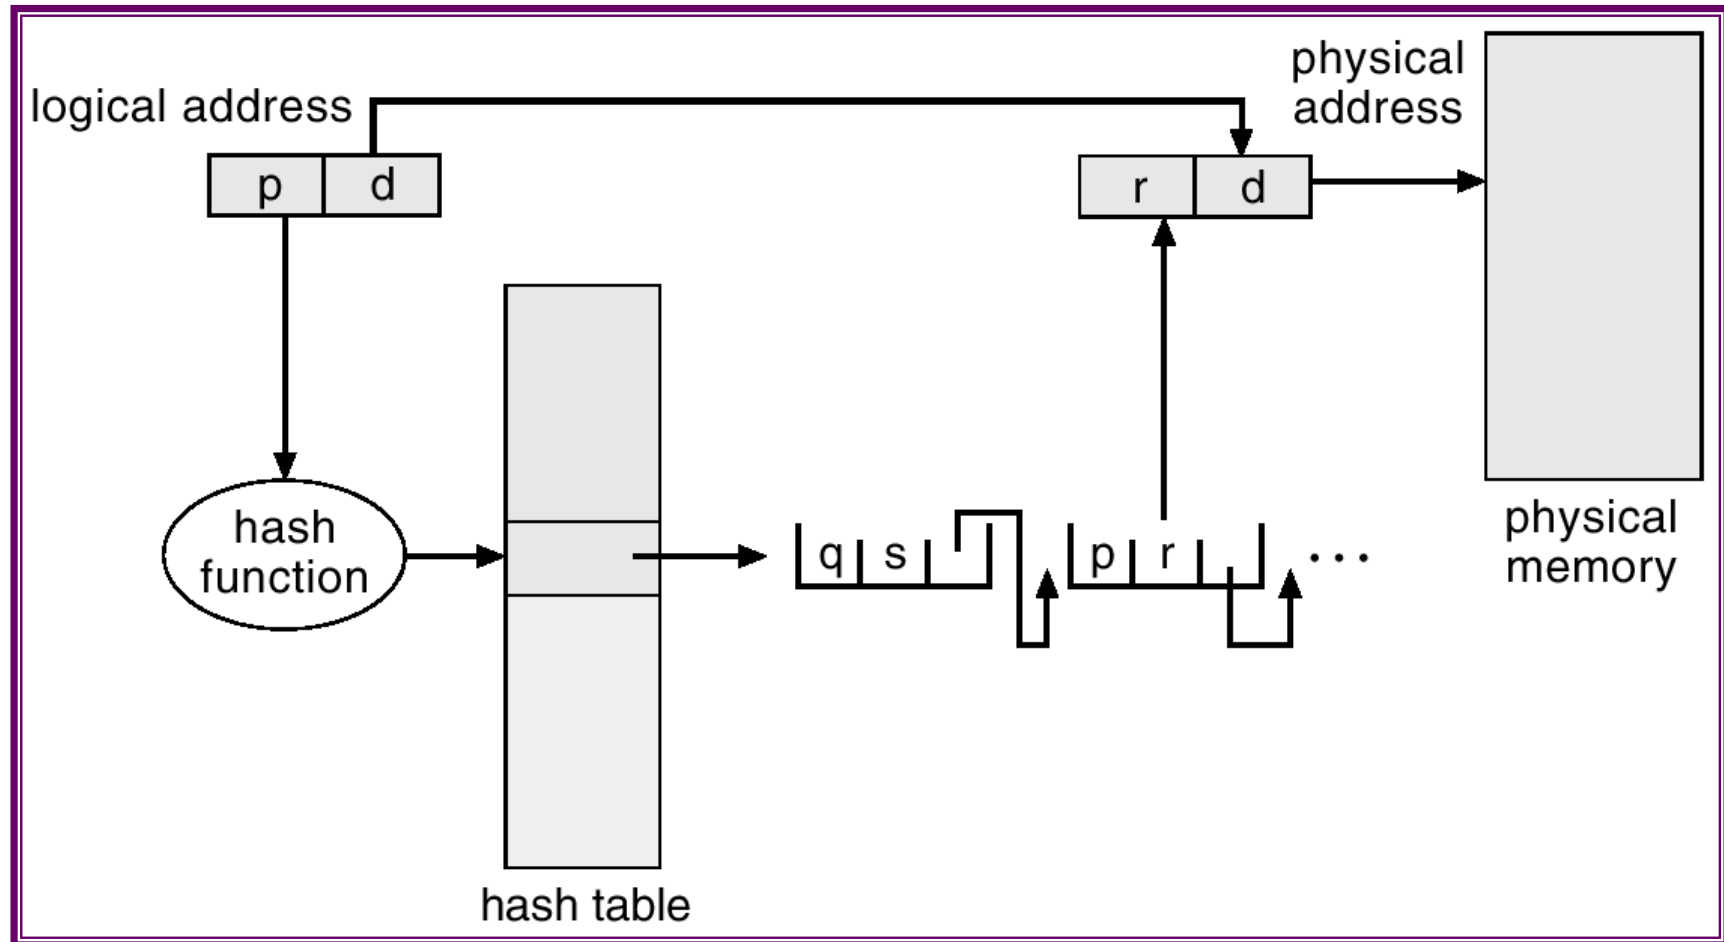 logical address
physical
address
p d
r d
hash
function
q s
p r
...
physical
memory
hash table